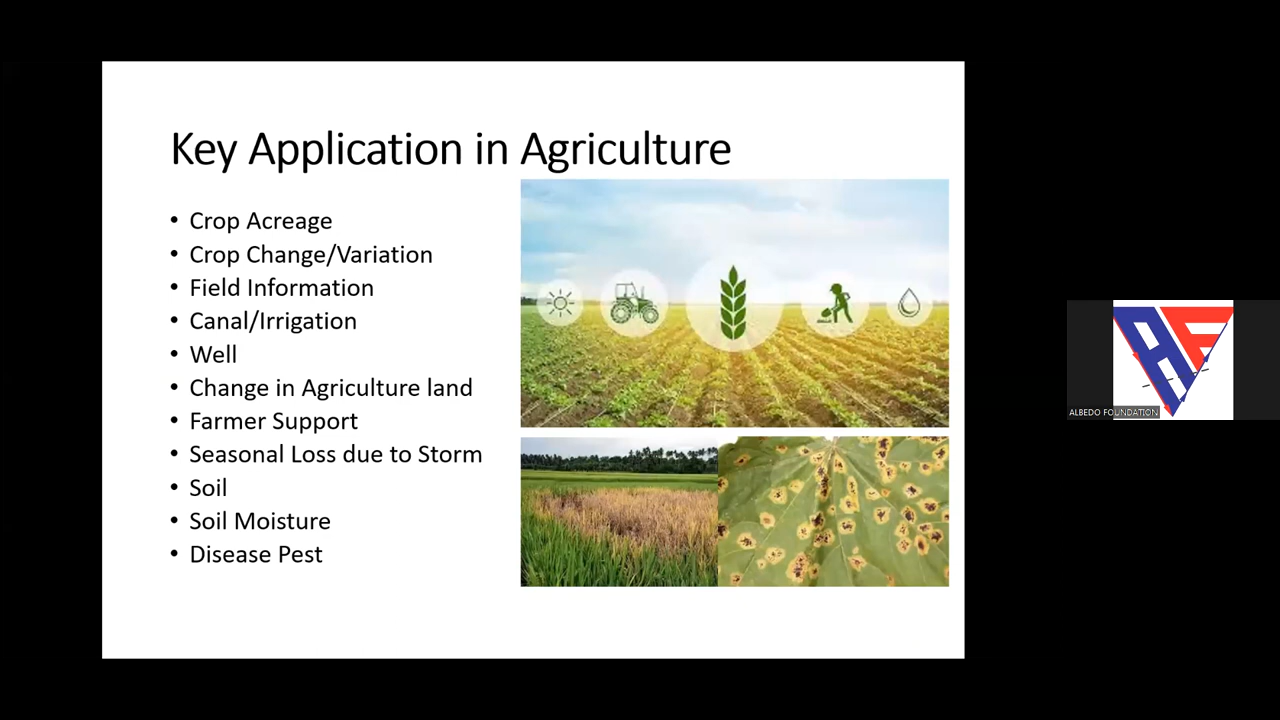 Key Application in Agriculture
• Crop Acreage
• Crop Change/Variation
• Field Information
• Canal/Irrigation
• Well
• Change in Agriculture land
• Farmer Support
• Seasonal Loss due to Storm
• Soil
• Soil Moisture
• Disease Pest
AF
ALBEDO FOUNDATION